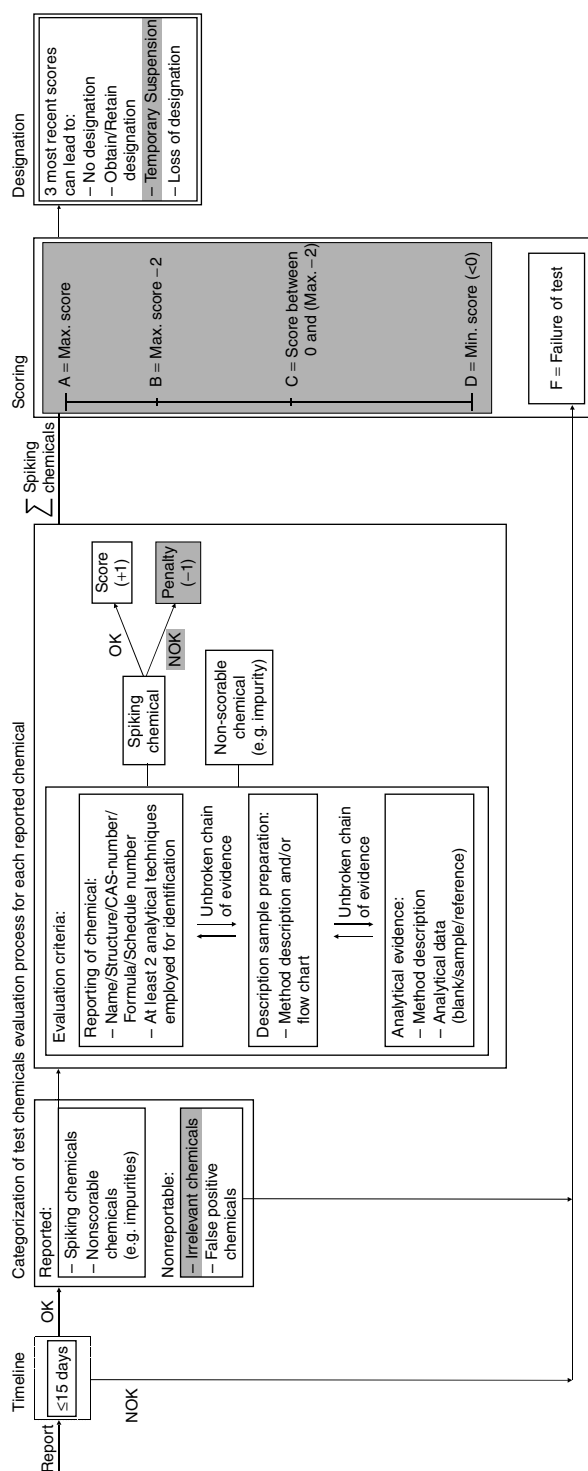 Report
Timeline
≤15 days
OK
NOK
Categorization of test chemicals evaluation process for each reported chemical
Reported:
– Spiking chemicals
– Nonscorable
chemicals
(e.g. impurities)
Nonreportable:
– Irrelevant chemicals
– False positive
chemicals
Evaluation criteria:
Reporting of chemical:
– Name/Structure/CAS-number/
Formula/Schedule number
– At least 2 analytical techniques
employed for identification
Unbroken chain
of evidence
Description sample preparation:
– Method description and/or
flow chart
Unbroken chain
of evidence
Analytical evidence:
– Method description
– Analytical data
(blank/sample/reference)
Spiking
chemical
OK
NOK
Score
(+1)
Penalty
(−1)
Non-scorable
chemical
(e.g. impurity)
∑ Spiking
chemicals
Scoring
A = Max. score
B = Max. score −2
C = Score between
0 and (Max. −2)
D = Min. score (<0)
F = Failure of test
Designation
3 most recent scores
can lead to:
– No designation
– Obtain/Retain
designation
– Temporary Suspension
– Loss of designation